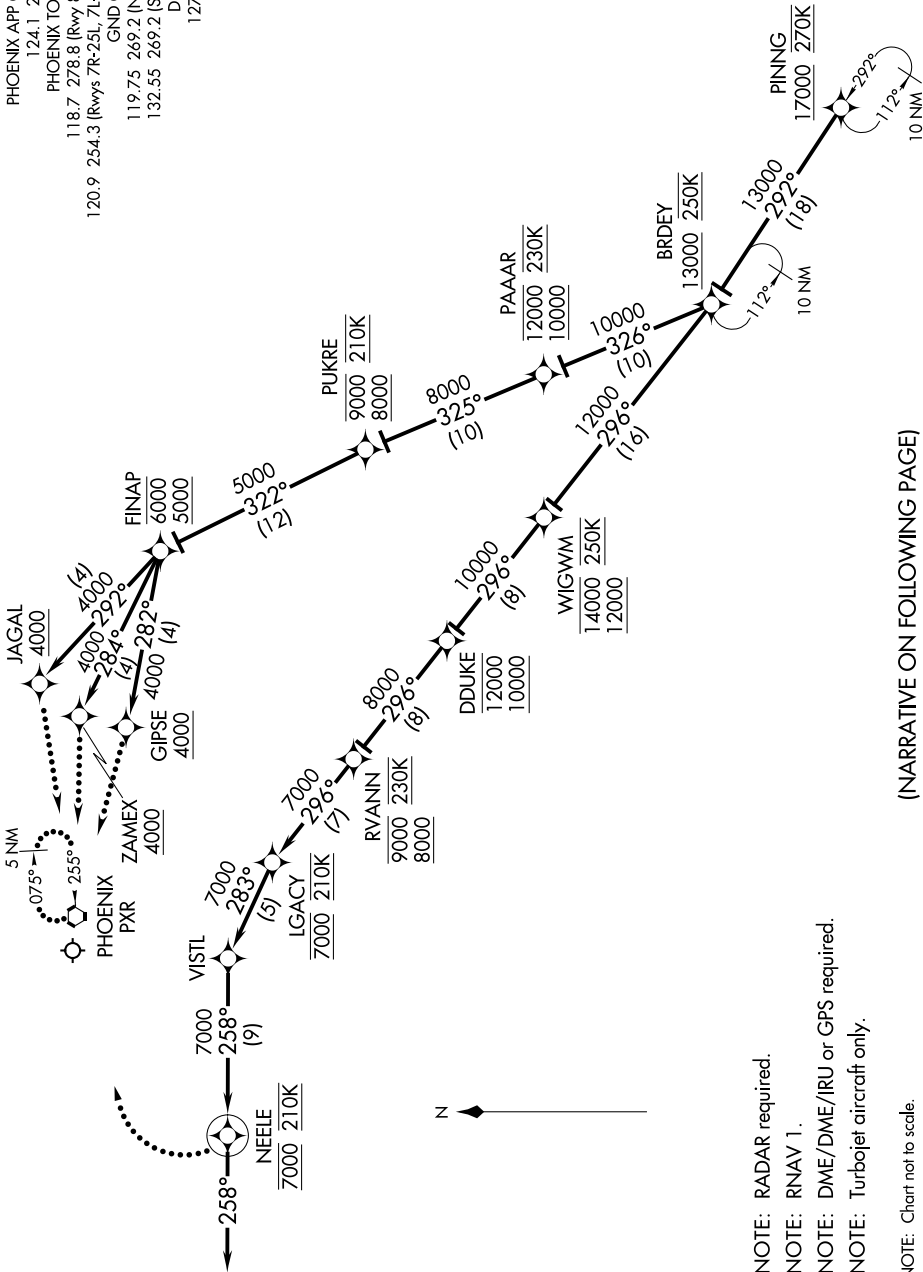 PHOENIX APP
124.1
PHOENIX TO
118.7 278.8 (Rwy
120.9 254.3 (Rwys 7R-25L, 7L
GND
119.75 269.2
132.55 269.2
127
PINNG
17000 270K
292°
112°
10 NM
13000
292°
(18)
BRDEY
13000 250K
112°
10 NM
10000
326°
(10)
PAAAR
12000 230K
10000
8000
325°
(10)
PUKRE
9000 210K
8000
5000
322°
(12)
FINAP
6000
5000
4000
292°
(4)
JAGAL
4000
4000
284°
(4)
ZAMEX
4000
4000
282°
(4)
GIPSE
4000
5 NM
075°
255°
PHOENIX
PXR
12000
296°
(16)
WIGWM
14000 250K
12000
10000
296°
(8)
DDUKE
12000
10000
8000
296°
(8)
RVANN
9000 230K
8000
7000
296°
(7)
LGACY
7000 210K
7000
283°
(5)
VISTL
7000
258°
(9)
NEELE
7000 210K
258°
N
NOTE: RADAR required.
NOTE: RNAV 1.
NOTE: DME/DME/IRU or GPS required.
NOTE: Turbojet aircraft only.
NOTE: Chart not to scale.
(NARRATIVE ON FOLLOWING PAGE)